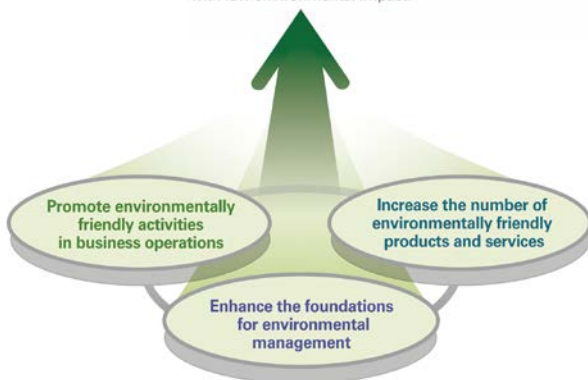 Promote environmentally
friendly activities
in business operations
Increase the number of
environmentally friendly
products and services
Enhance the foundations
for environmental
management